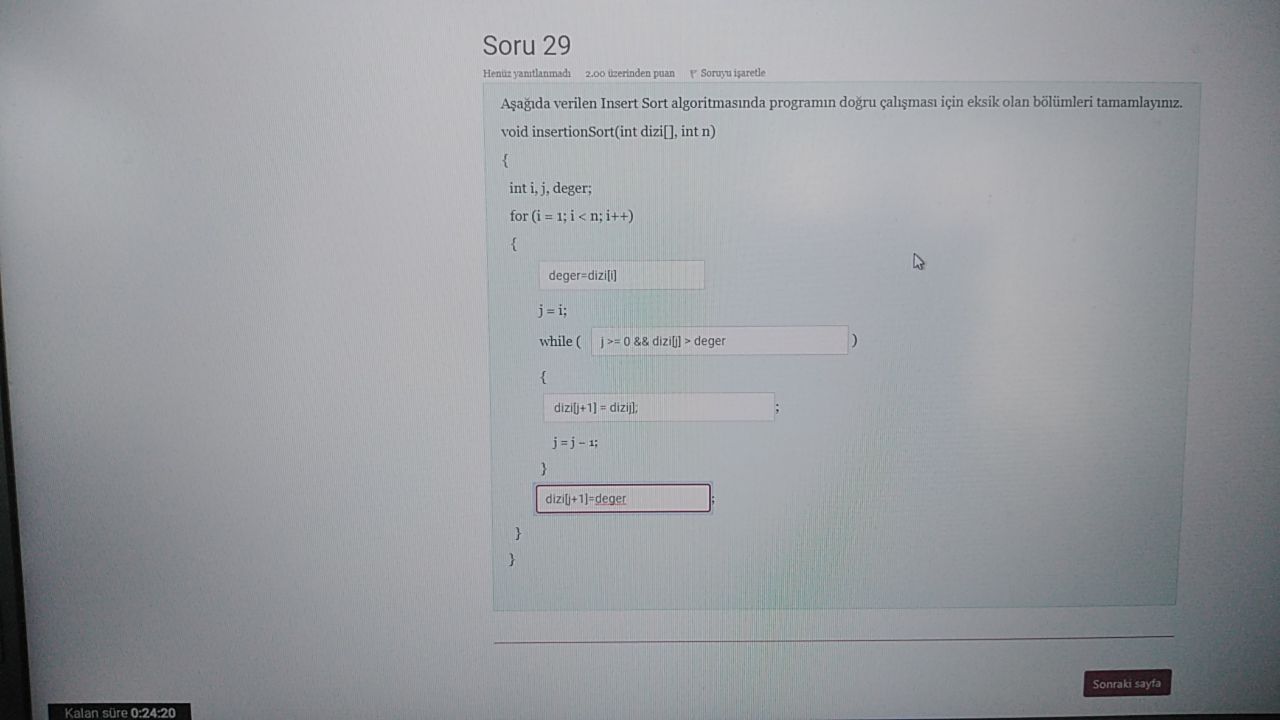 Soru 29
Henüz yanıtlanmadı 2.00 üzerinden puan Soruyu işaretle
Aşağıda verilen Insert Sort algoritmasında programın doğru çalışması için eksik olan bölümleri tamamlayınız.
void insertionSort(int dizi[], int n)
{
int i, j, deger;
for (i = 1; i < n; i++)
{
deger=dizi[i]
j = i;
while ( j >= 0 && dizi[j] > deger )
{
dizi[j+1] = dizij]; ;
j = j - 1;
}
dizi[j+1]=deger ;
}
}
Sonraki sayfa
Kalan süre 0:24:20